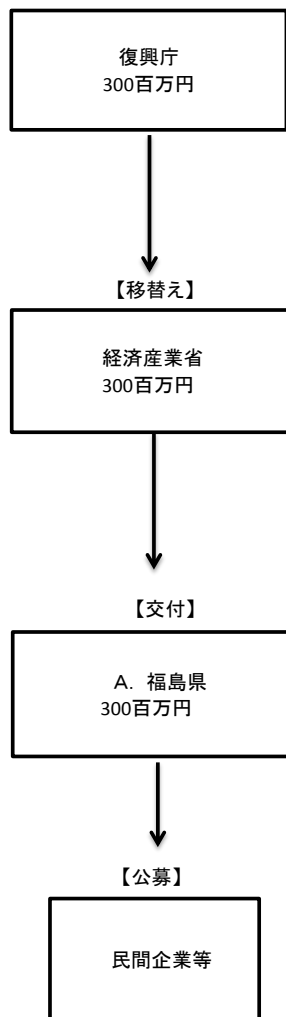 復興庁
300百万円
【移替え】
経済産業省
300百万円
【交付】
A. 福島県
300百万円
【公募】
民間企業等